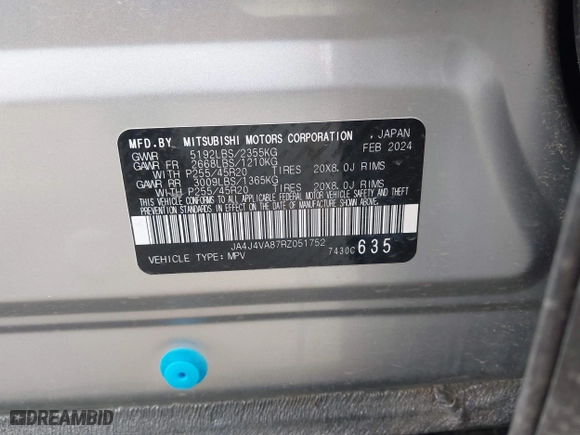 MFD.BY MITSUBISHI MOTORS CORPORATION , JAPAN
GVWR 5192LBS/2355KG FEB 2024
GAWR FR 2668LBS/1210KG
WITH P255/45R20 20X8.0J RIMS
GAWR RR 3009LBS/1365KG
WITH P255/45R20 20X8.0J RIMS
THIS VEHICLE CONFORMS TO ALL APPLICABLE FEDERAL MOTOR VEHICLE SAFETY, BUMPER, AND THEFT PREVENTION STANDARDS IN EFFECT ON THE DATE OF MANUFACTURE SHOWN ABOVE.
JA4J4VA87RZ051752
7430C 635
VEHICLE TYPE: MPV
DREAMBID